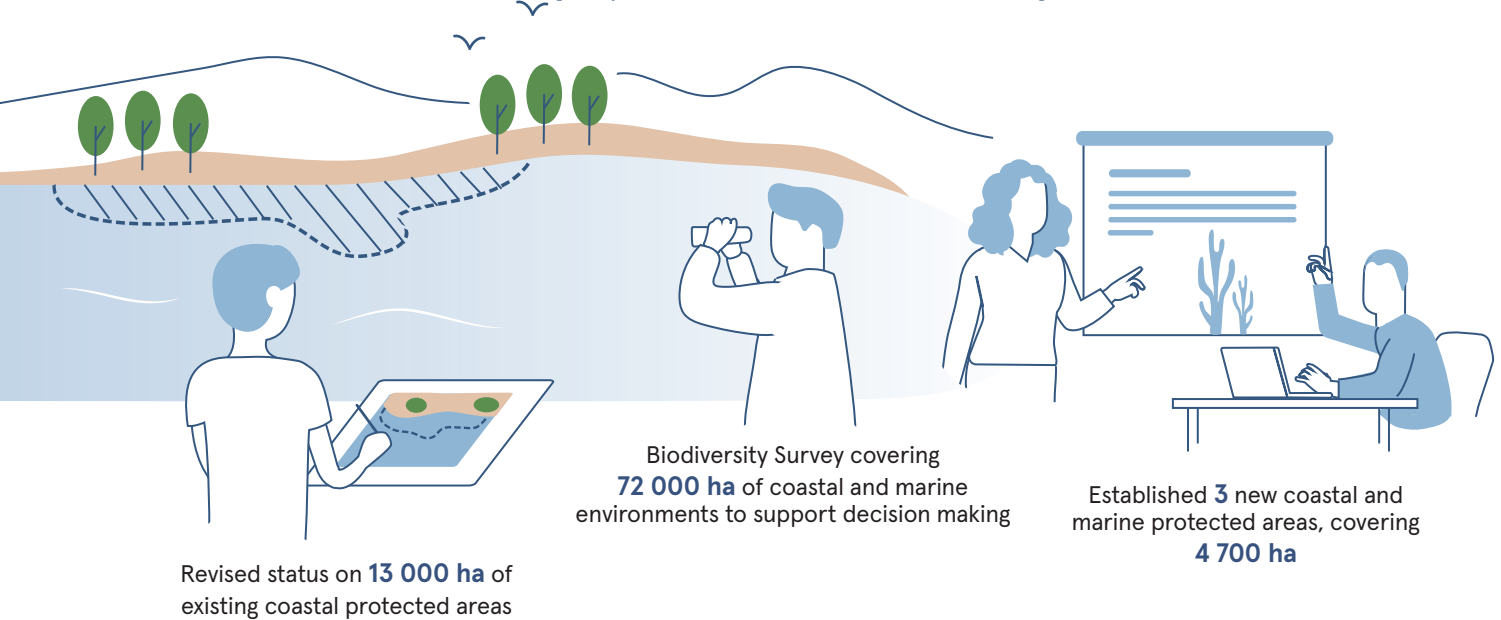 Biodiversity Survey covering
72 000 ha of coastal and marine
environments to support decision making
Established 3 new coastal and
marine protected areas, covering
4 700 ha
Revised status on 13 000 ha of
existing coastal protected areas